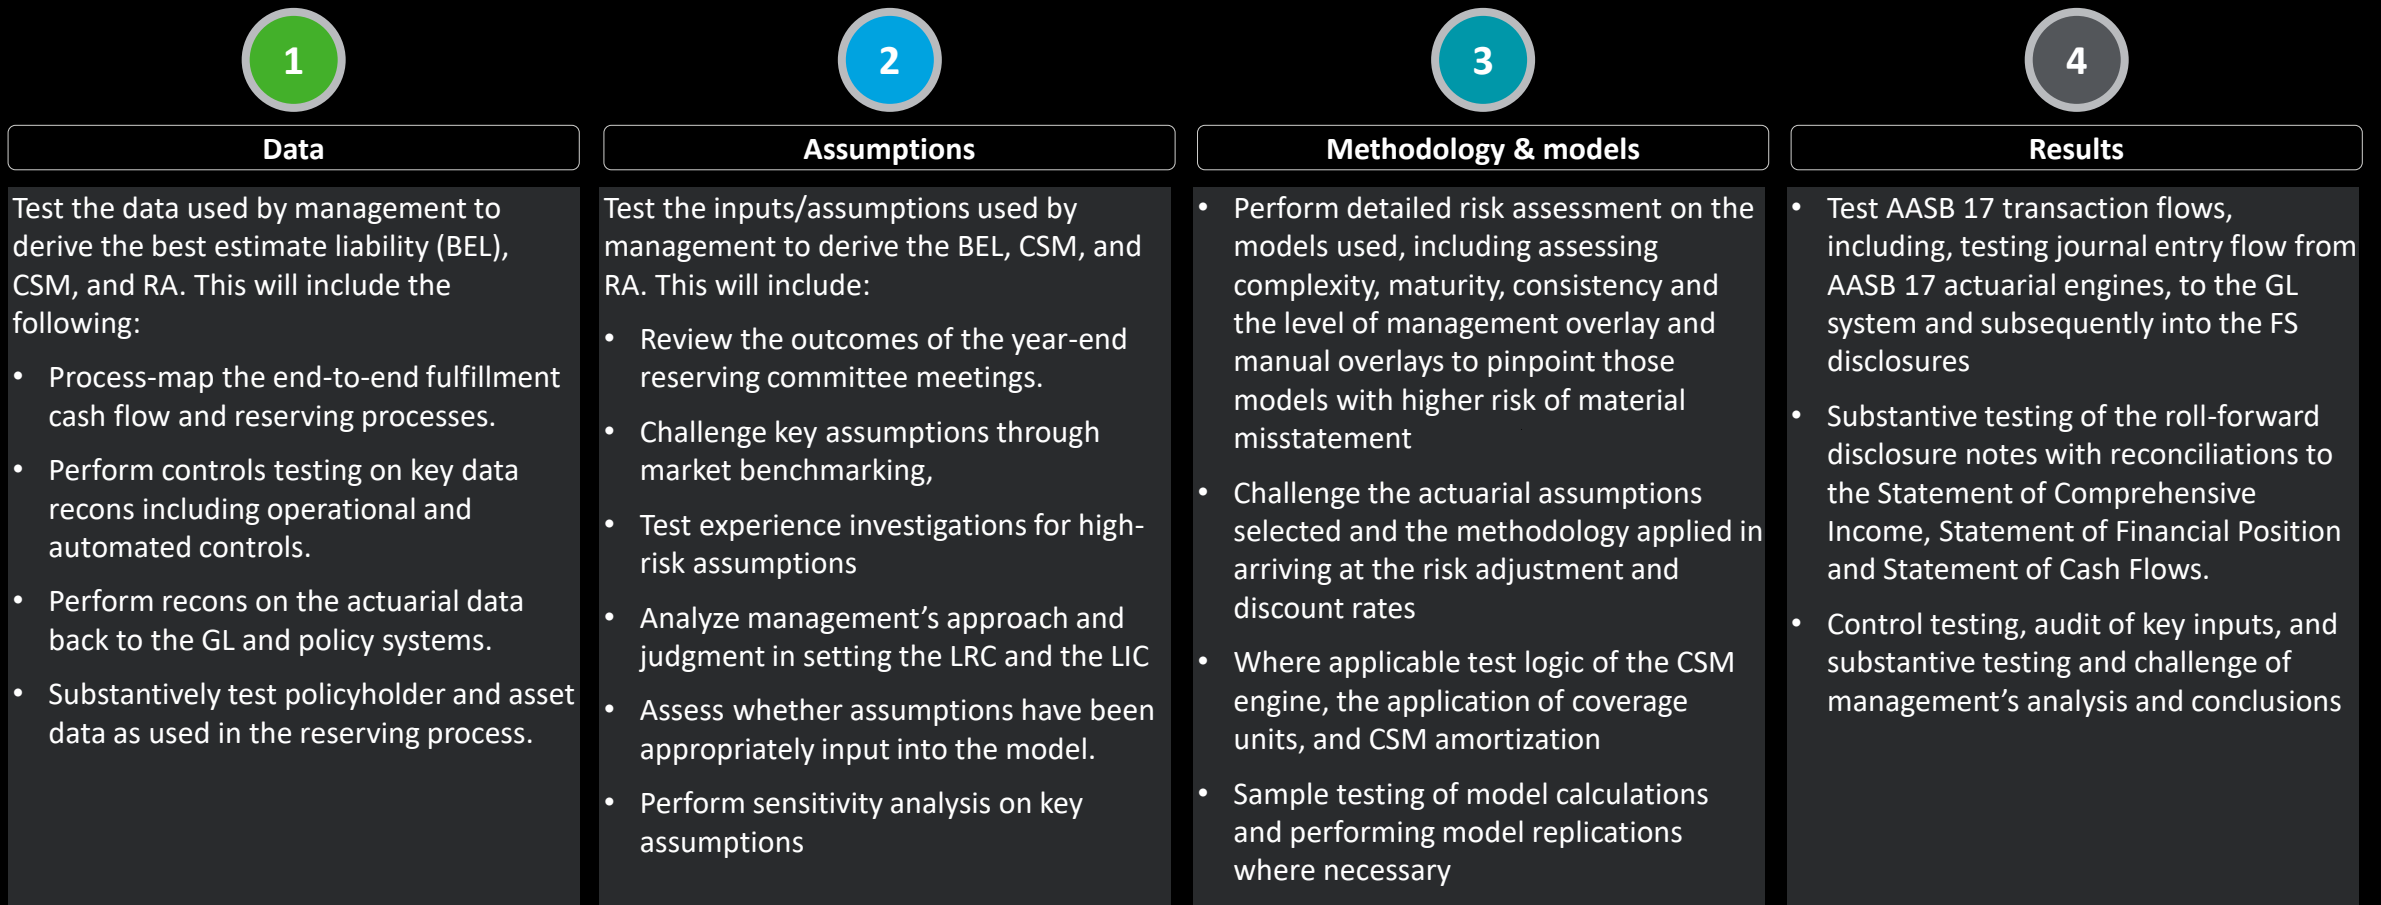 1
Data
Test the data used by management to
derive the best estimate liability (BEL),
CSM, and RA. This will include the
following:
• Process-map the end-to-end fulfillment
cash flow and reserving processes.
• Perform controls testing on key data
recons including operational and
automated controls.
• Perform recons on the actuarial data
back to the GL and policy systems.
• Substantively test policyholder and asset
data as used in the reserving process.
2
Assumptions
Test the inputs/assumptions used by
management to derive the BEL, CSM, and
RA. This will include:
• Review the outcomes of the year-end
reserving committee meetings.
• Challenge key assumptions through
market benchmarking,
• Test experience investigations for high-
risk assumptions
• Analyze management’s approach and
judgment in setting the LRC and the LIC
• Assess whether assumptions have been
appropriately input into the model.
• Perform sensitivity analysis on key
assumptions
3
Methodology & models
• Perform detailed risk assessment on the
models used, including assessing
complexity, maturity, consistency and
the level of management overlay and
manual overlays to pinpoint those
models with higher risk of material
misstatement
• Challenge the actuarial assumptions
selected and the methodology applied in
arriving at the risk adjustment and
discount rates
• Where applicable test logic of the CSM
engine, the application of coverage
units, and CSM amortization
• Sample testing of model calculations
and performing model replications
where necessary
4
Results
• Test AASB 17 transaction flows,
including, testing journal entry flow from
AASB 17 actuarial engines, to the GL
system and subsequently into the FS
disclosures
• Substantive testing of the roll-forward
disclosure notes with reconciliations to
the Statement of Comprehensive
Income, Statement of Financial Position
and Statement of Cash Flows.
• Control testing, audit of key inputs, and
substantive testing and challenge of
management’s analysis and conclusions